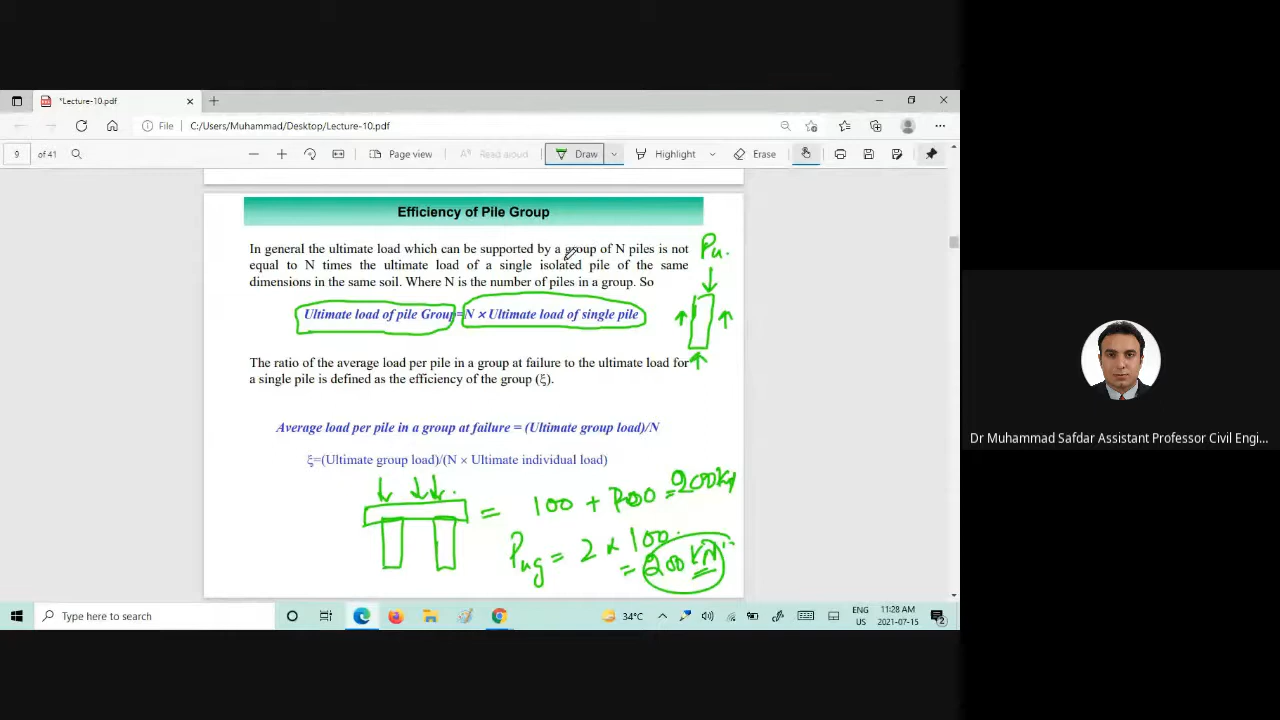 *Lecture-10.pdf
File
C:/Users/Muhammad/Desktop/Lecture-10.pdf
9 of 41
Page view
Read aloud
Draw
Highlight
Erase
Efficiency of Pile Group
In general the ultimate load which can be supported by a group of N piles is not
equal to N times the ultimate load of a single isolated pile of the same
dimensions in the same soil. Where N is the number of piles in a group. So
Pu.
Ultimate load of pile Group=N × Ultimate load of single pile
The ratio of the average load per pile in a group at failure to the ultimate load for
a single pile is defined as the efficiency of the group (ξ).
Average load per pile in a group at failure = (Ultimate group load)/N
ξ=(Ultimate group load)/(N × Ultimate individual load)
= 100 + 100 = 200kN
Pug = 2 × 100
= 200 kN
Dr Muhammad Safdar Assistant Professor Civil Engi...
Type here to search
34°C
ENG
US
11:28 AM
2021-07-15
2